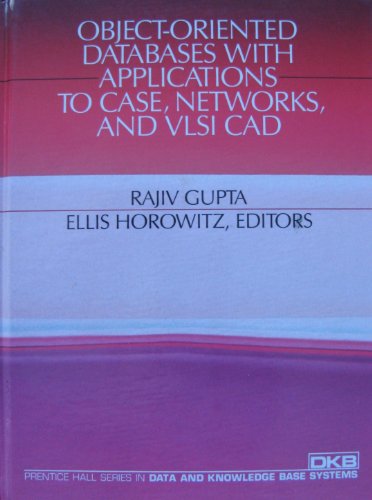 OBJECT-ORIENTED
DATABASES WITH
APPLICATIONS
TO CASE, NETWORKS,
AND VLSI CAD
RAJIV GUPTA
ELLIS HOROWITZ, EDITORS
DKB
PRENTICE HALL SERIES IN DATA AND KNOWLEDGE BASE SYSTEMS